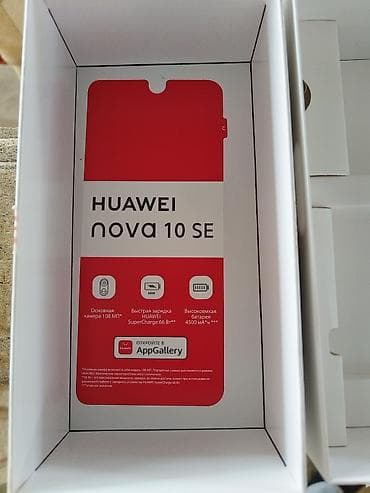 HUAWEI
nova 10 SE
Основная
камера 108 МП*
Быстрая зарядка
HUAWEI
SuperCharge 66 Вт**
Высокоемкая
батарея
4500 мА*ч***
ОТКРОЙТЕ В
AppGallery